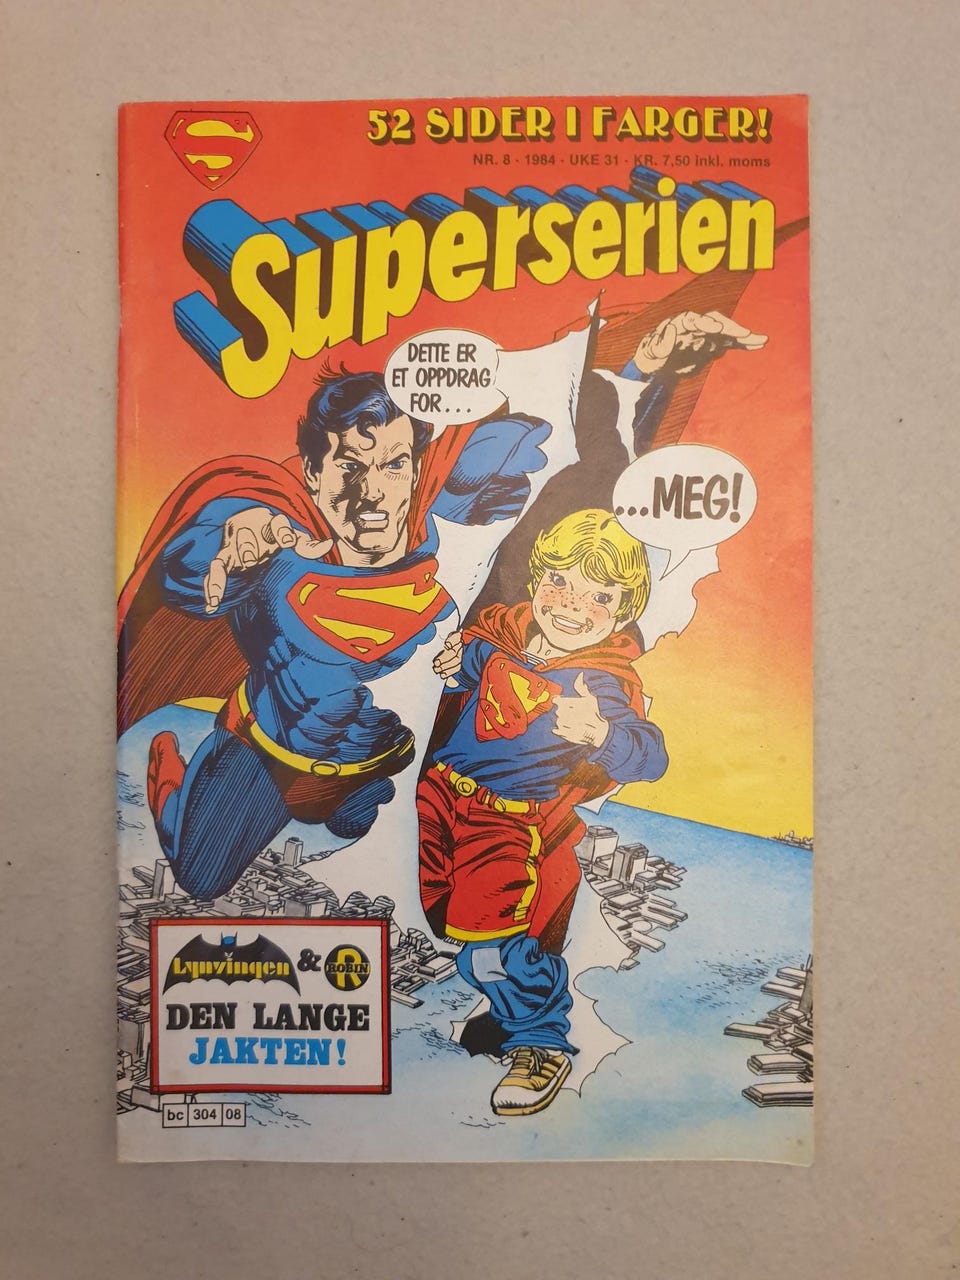 52 SIDER I FARGER!
NR. 8 - 1984 - UKE 31 - KR. 7,50 inkl. moms
Superserien
DETTE ER
ET OPPDRAG
FOR...
...MEG!
Lynvingen & R ROBIN
DEN LANGE
JAKTEN!
bc 304 08